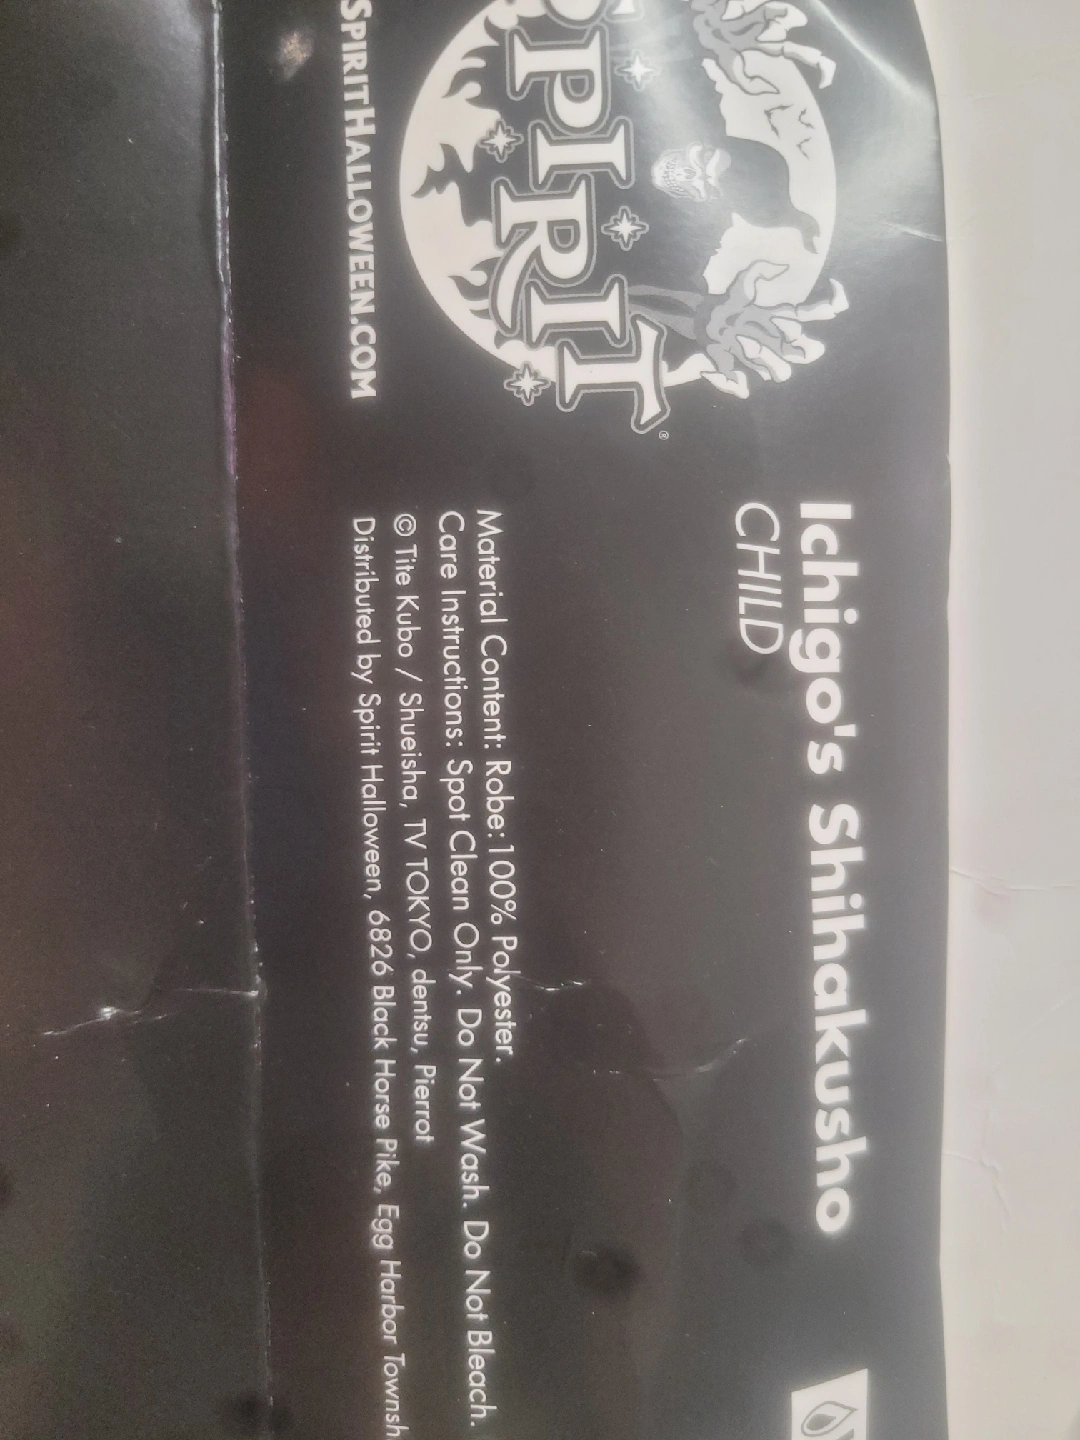 Ichigo's Shihakusho
CHILD
SPIRIT®
SPIRITHALLOWEEN.COM
Material Content: Robe:100% Polyester.
Care Instructions: Spot Clean Only. Do Not Wash. Do Not Bleach.
© Tite Kubo / Shueisha, TV TOKYO, dentsu, Pierrot
Distributed by Spirit Halloween, 6826 Black Horse Pike, Egg Harbor Townsh